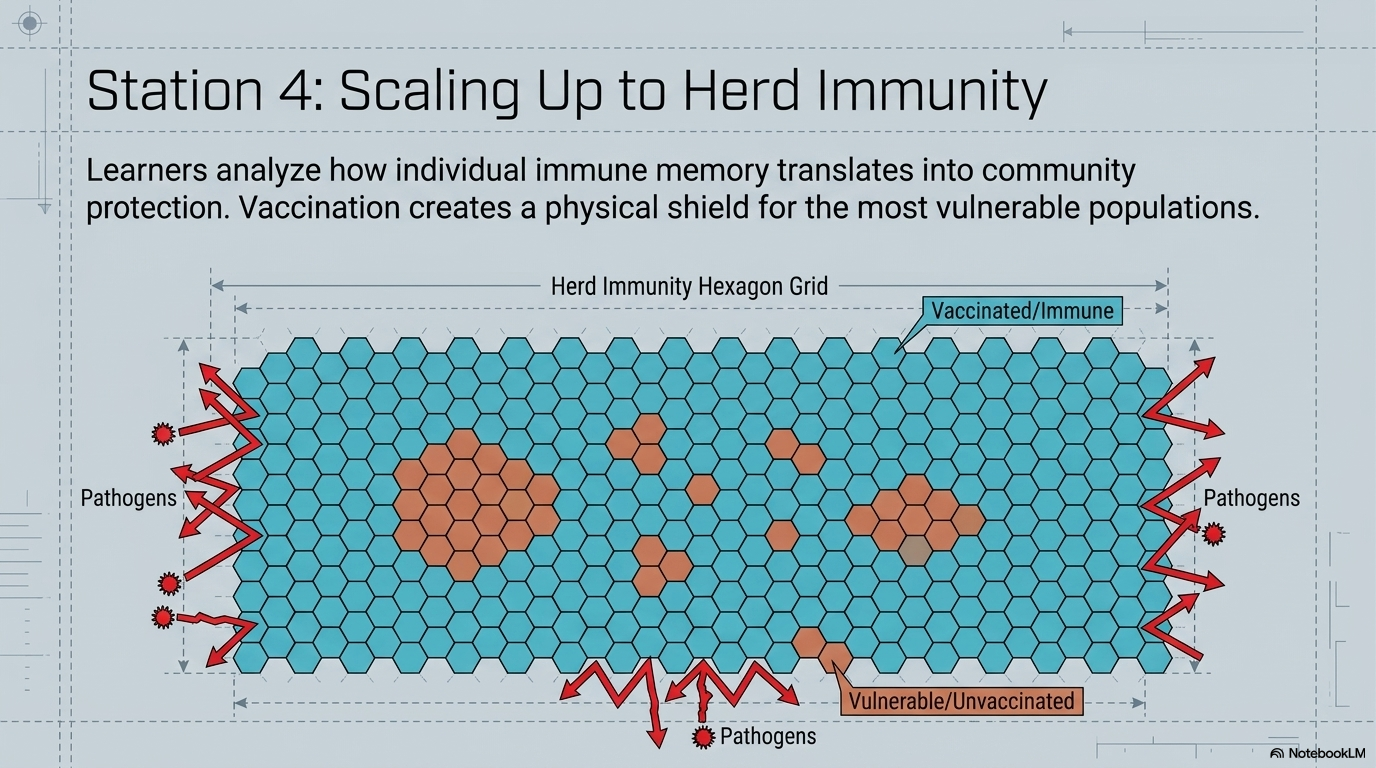 Station 4: Scaling Up to Herd Immunity
Learners analyze how individual immune memory translates into community
protection. Vaccination creates a physical shield for the most vulnerable populations.
Herd Immunity Hexagon Grid
Vaccinated/Immune
Pathogens
Pathogens
Vulnerable/Unvaccinated
Pathogens
NotebookLM